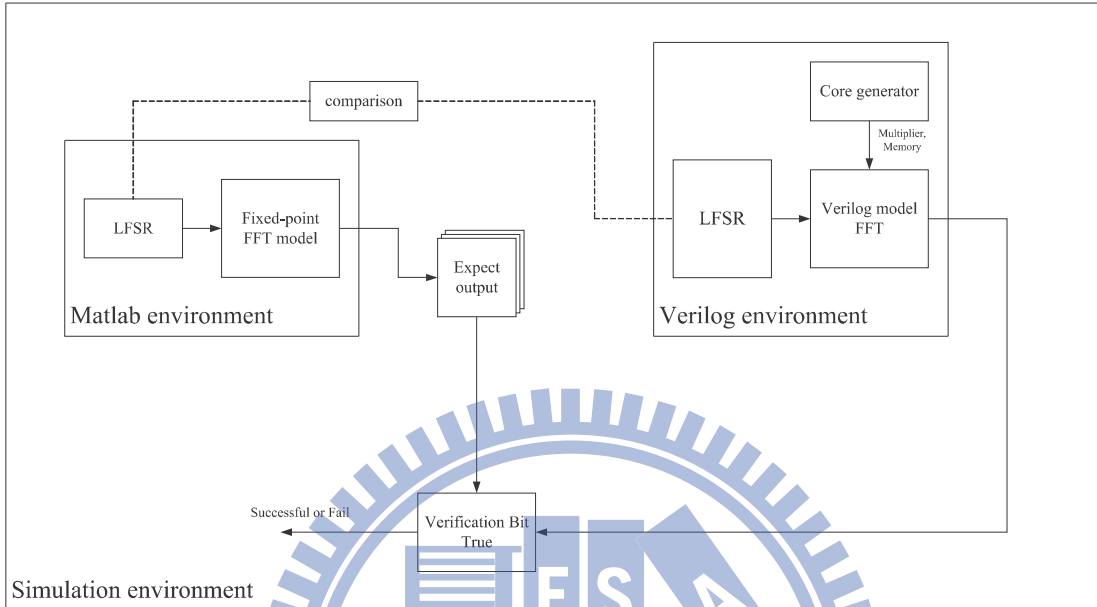 comparison
Core generator
Multiplier,
Memory
LFSR
Fixed-point
FFT model
Matlab environment
Expect
output
LFSR
Verilog model
FFT
Verilog environment
Successful or Fail
Verification Bit
True
Simulation environment
E S A